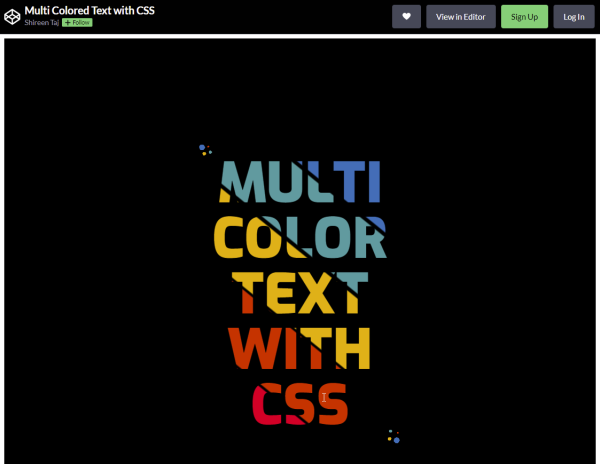 Multi Colored Text with CSS
Shireen Taj + Follow
View in Editor Sign Up Log In
MULTI
COLOR
TEXT
WITH
CSS